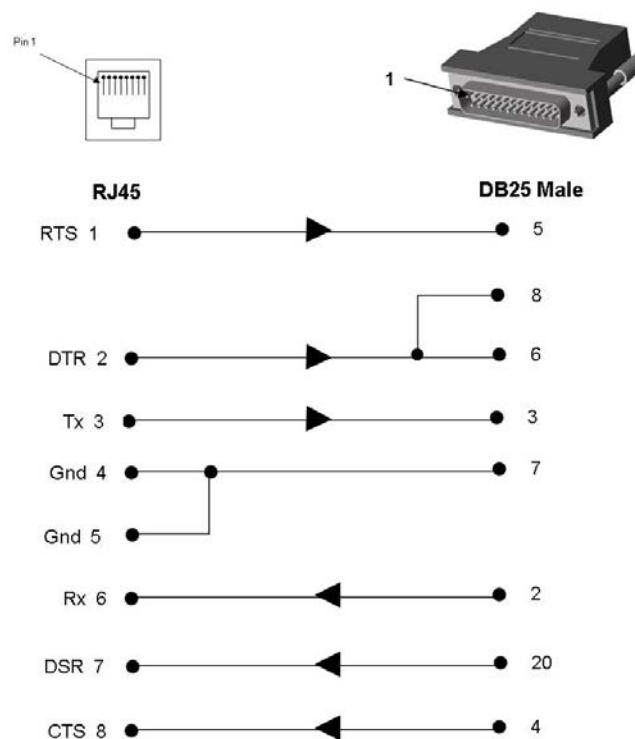 Pin 1
1
RJ45 DB25 Male
RTS 1 5
8
DTR 2 6
Tx 3 3
Gnd 4 7
Gnd 5
Rx 6 2
DSR 7 20
CTS 8 4